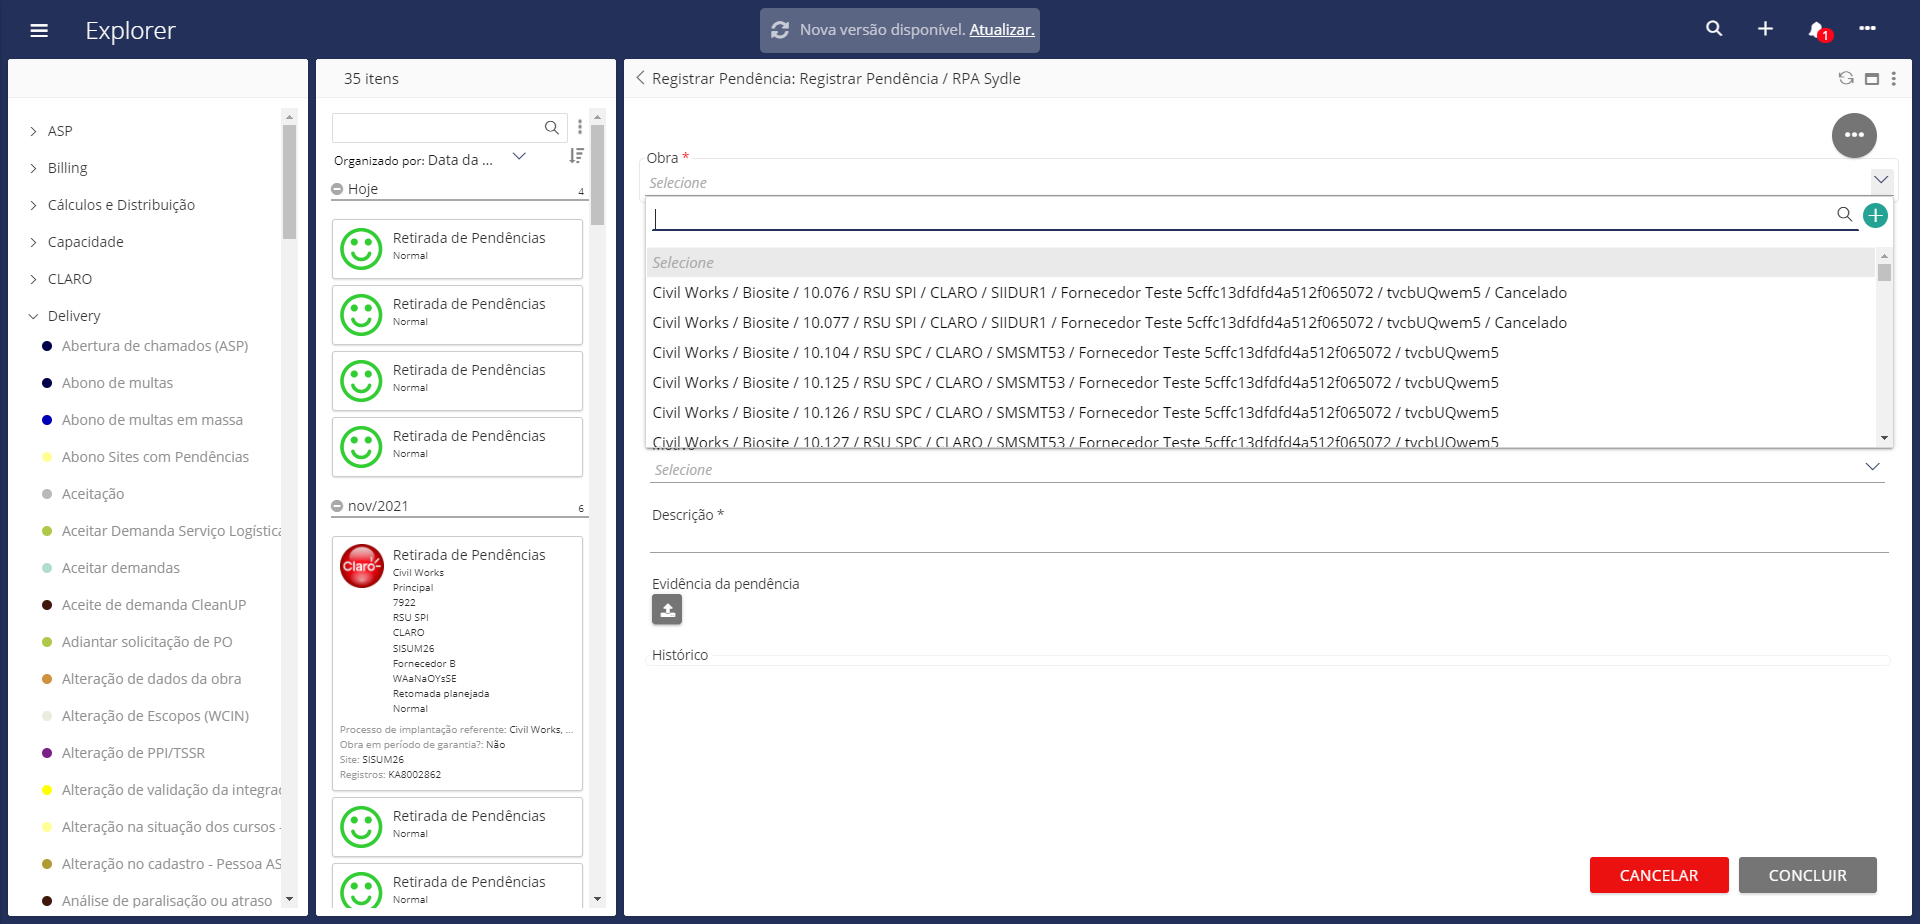 Explorer
Nova versão disponível. Atualizar.
1
ASP
Billing
Cálculos e Distribuição
Capacidade
CLARO
Delivery
Abertura de chamados (ASP)
Abono de multas
Abono de multas em massa
Abono Sites com Pendências
Aceitação
Aceitar Demanda Serviço Logística
Aceitar demandas
Aceite de demanda CleanUP
Adiantar solicitação de PO
Alteração de dados da obra
Alteração de Escopos (WCIN)
Alteração de PPI/TSSR
Alteração de validação da integrac
Alteração na situação dos cursos -
Alteração no cadastro - Pessoa AS
Análise de paralisação ou atraso
35 itens
Organizado por: Data da ...
Hoje 4
Retirada de Pendências
Normal
Retirada de Pendências
Normal
Retirada de Pendências
Normal
Retirada de Pendências
Normal
nov/2021 6
Claro
Retirada de Pendências
Civil Works
Principal
7922
RSU SPI
CLARO
SISUM26
Fornecedor B
WAaNaOYsSE
Retomada planejada
Normal
Processo de implantação referente: Civil Works, ...
Obra em período de garantia?: Não
Site: SISUM26
Registros: KA8002862
Retirada de Pendências
Normal
Retirada de Pendências
Normal
Registrar Pendência: Registrar Pendência / RPA Sydle
Obra *
Selecione
Selecione
Civil Works / Biosite / 10.076 / RSU SPI / CLARO / SIIDUR1 / Fornecedor Teste 5cffc13dfdfd4a512f065072 / tvcbUQwem5 / Cancelado
Civil Works / Biosite / 10.077 / RSU SPI / CLARO / SIIDUR1 / Fornecedor Teste 5cffc13dfdfd4a512f065072 / tvcbUQwem5 / Cancelado
Civil Works / Biosite / 10.104 / RSU SPC / CLARO / SMSMT53 / Fornecedor Teste 5cffc13dfdfd4a512f065072 / tvcbUQwem5
Civil Works / Biosite / 10.125 / RSU SPC / CLARO / SMSMT53 / Fornecedor Teste 5cffc13dfdfd4a512f065072 / tvcbUQwem5
Civil Works / Biosite / 10.126 / RSU SPC / CLARO / SMSMT53 / Fornecedor Teste 5cffc13dfdfd4a512f065072 / tvcbUQwem5
Civil Works / Biosite / 10.127 / RSU SPC / CLARO / SMSMT53 / Fornecedor Teste 5cffc13dfdfd4a512f065072 / tvcbUQwem5
Motivo
Selecione
Descrição *
Evidência da pendência
Histórico
CANCELAR
CONCLUIR